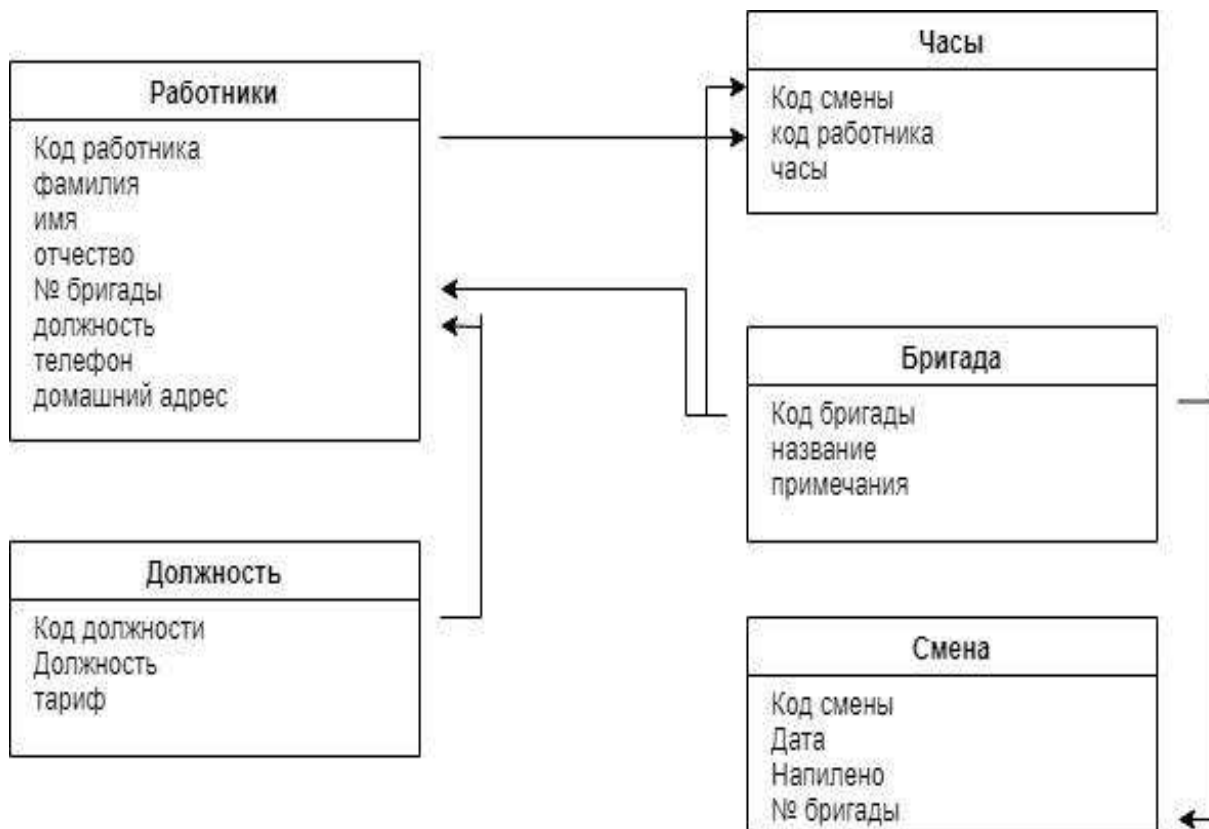 Работники
Код работника
фамилия
имя
отчество
№ бригады
должность
телефон
домашний адрес
Должность
Код должности
Должность
тариф
Часы
Код смены
код работника
часы
Бригада
Код бригады
название
примечания
Смена
Код смены
Дата
Напилено
№ бригады